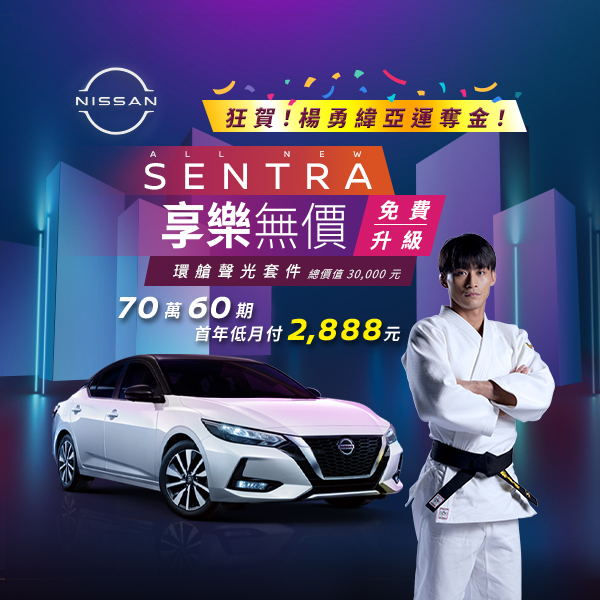 NISSAN
狂賀!楊勇緯亞運奪金!
ALL NEW
SENTRA
享樂無價 免費升級
環艙聲光套件 總價值 30,000 元
70萬60期
首年低月付 2,888元
NISSAN